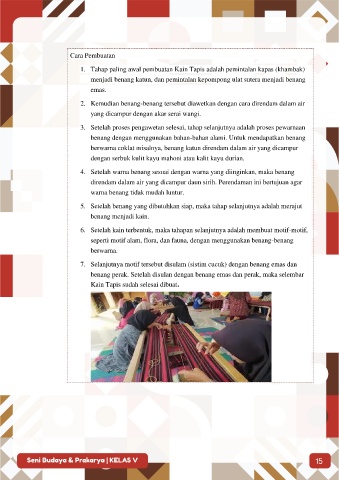 Cara Pembuatan
1. Tahap paling awal pembuatan Kain Tapis adalah pemintalan kapas (khambak)
menjadi benang katun, dan pemintalan kepompong ulat sutera menjadi benang
emas.
2. Kemudian benang-benang tersebut diawetkan dengan cara direndam dalam air
yang dicampur dengan akar serai wangi.
3. Setelah proses pengawetan selesai, tahap selanjutnya adalah proses pewarnaan
benang dengan menggunakan bahan-bahan alami. Untuk mendapatkan benang
berwarna coklat misalnya, benang katun direndam dalam air yang dicampur
dengan serbuk kulit kayu mahoni atau kulit kayu durian.
4. Setelah warna benang sesuai dengan warna yang diinginkan, maka benang
direndam dalam air yang dicampur daun sirih. Perendaman ini bertujuan agar
warna benang tidak mudah luntur.
5. Setelah benang yang dibutuhkan siap, maka tahap selanjutnya adalah merajut
benang menjadi kain.
6. Setelah kain terbentuk, maka tahapan selanjutnya adalah membuat motif-motif,
seperti motif alam, flora, dan fauna, dengan menggunakan benang-benang
berwarna.
7. Selanjutnya motif tersebut disulam (sistim cucuk) dengan benang emas dan
benang perak. Setelah disulam dengan benang emas dan perak, maka selembar
Kain Tapis sudah selesai dibuat.
Seni Budaya & Prakarya | KELAS V
15